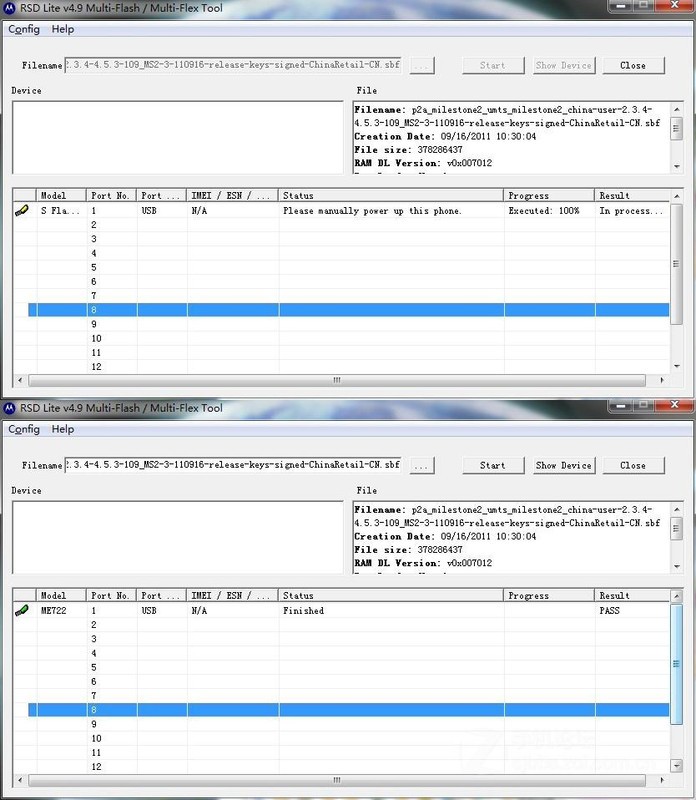 RSD Lite v4.9 Multi-Flash / Multi-Flex Tool
Config Help
Filename 2.3.4-4.5.3-109_MS2-3-110916-release-keys-signed-ChinaRetail-CN.sbf ... Start Show Device Close
Device File
Filename: p2a_milestone2_umts_milestone2_china-user-2.3.4-
4.5.3-109_MS2-3-110916-release-keys-signed-ChinaRetail-CN.sbf
Creation Date: 09/16/2011 10:30:04
File size: 378286437
RAM DL Version: v0x007012
Model Port No. Port ... IMEI / ESN / ... Status Progress Result
S Fla... 1 USB N/A Please manually power up this phone. Executed: 100% In process...
2
3
4
5
6
7
8
9
10
11
12
RSD Lite v4.9 Multi-Flash / Multi-Flex Tool
Config Help
Filename 2.3.4-4.5.3-109_MS2-3-110916-release-keys-signed-ChinaRetail-CN.sbf ... Start Show Device Close
Device File
Filename: p2a_milestone2_umts_milestone2_china-user-2.3.4-
4.5.3-109_MS2-3-110916-release-keys-signed-ChinaRetail-CN.sbf
Creation Date: 09/16/2011 10:30:04
File size: 378286437
RAM DL Version: v0x007012
Model Port No. Port ... IMEI / ESN / ... Status Progress Result
ME722 1 USB N/A Finished PASS
2
3
4
5
6
7
8
9
10
11
12